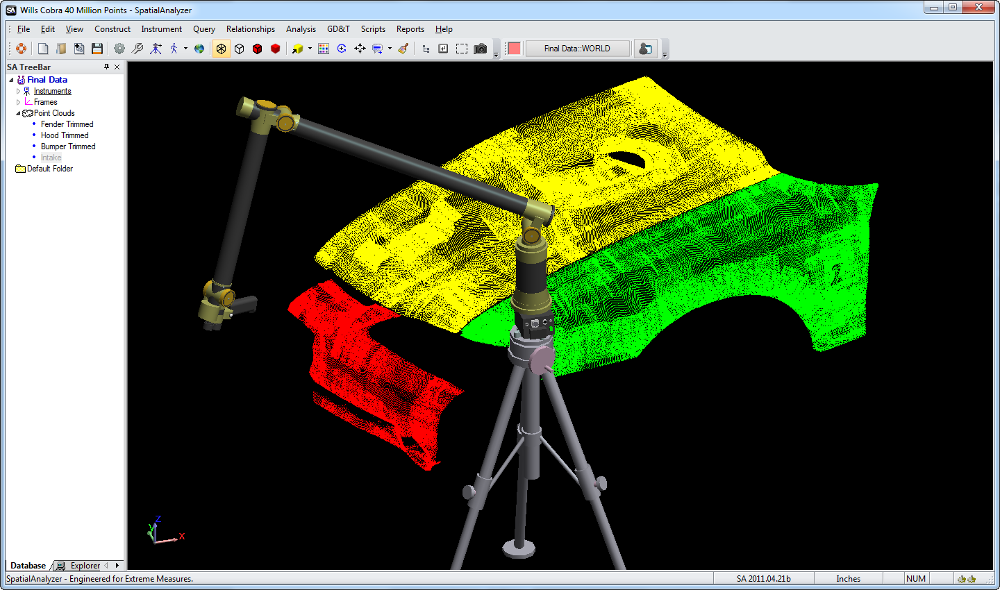 SA Wills Cobra 40 Million Points - SpatialAnalyzer
File Edit View Construct Instrument Query Relationships Analysis GD&T Scripts Reports Help
Final Data::WORLD
SA TreeBar
Final Data
Instruments
Frames
Point Clouds
Fender Trimmed
Hood Trimmed
Bumper Trimmed
Intake
Default Folder
Z
Y
X
Database Explorer
SpatialAnalyzer - Engineered for Extreme Measures. SA 2011.04.21b Inches NUM